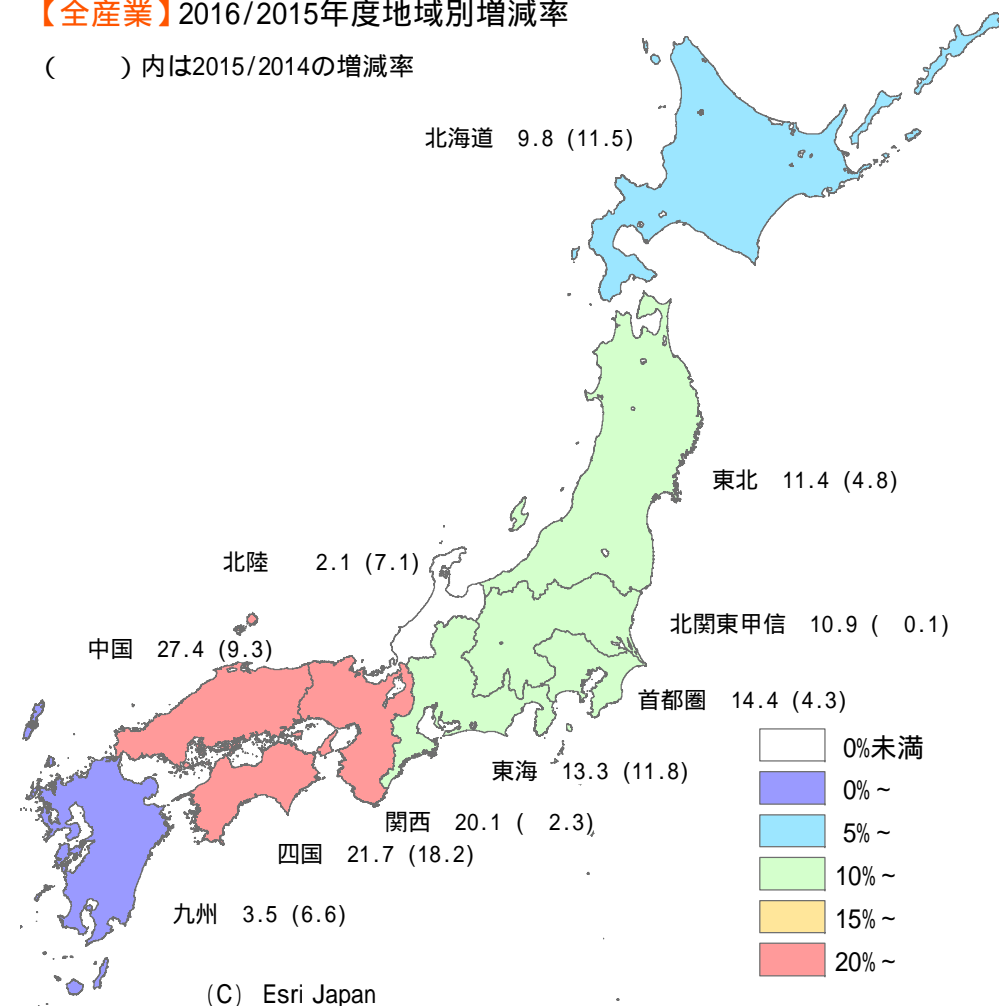 【全産業】2016/2015年度地域別増減率
(　　)内は2015/2014の増減率
北海道 9.8 (11.5)
東北 11.4 (4.8)
北陸 2.1 (7.1)
北関東甲信 10.9 ( 0.1)
中国 27.4 (9.3)
首都圏 14.4 (4.3)
0%未満
東海 13.3 (11.8)
0%~
関西 20.1 ( 2.3)
5%~
四国 21.7 (18.2)
10%~
九州 3.5 (6.6)
15%~
20%~
(C) Esri Japan